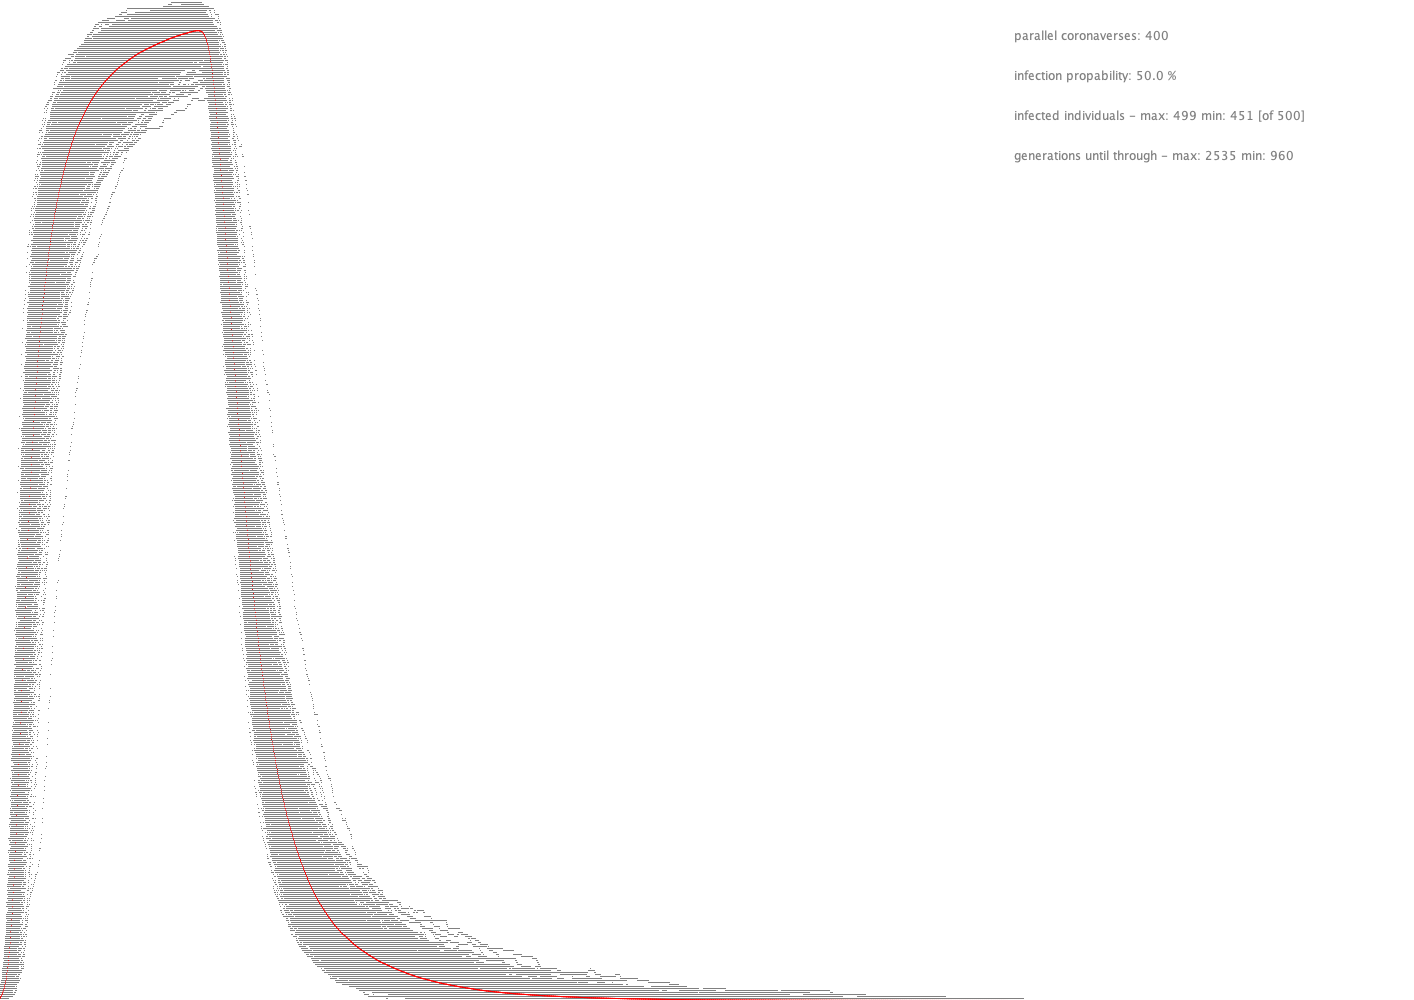 parallel coronaverses: 400
infection propability: 50.0 %
infected individuals – max: 499 min: 451 [of 500]
generations until through – max: 2535 min: 960